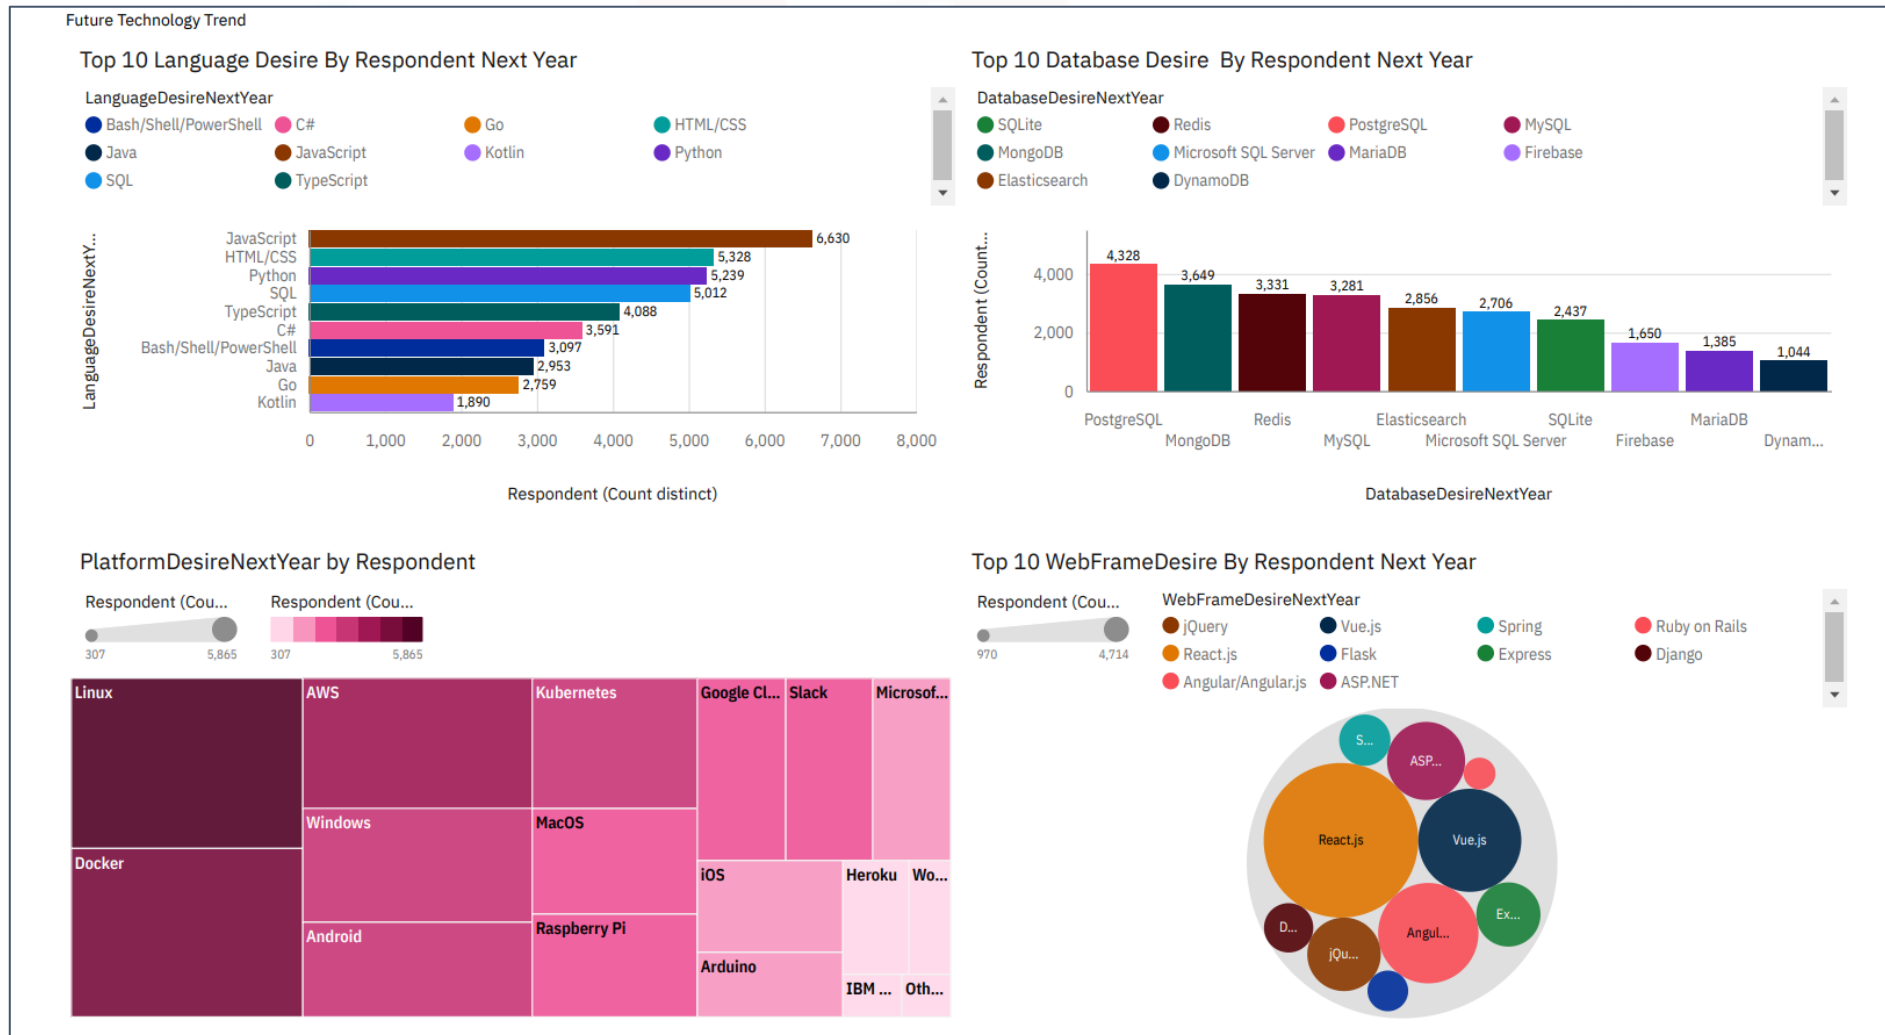 Future Technology Trend
Top 10 Language Desire By Respondent Next Year
LanguageDesireNextYear
Bash/Shell/PowerShell C# Go HTML/CSS
Java JavaScript Kotlin Python
SQL TypeScript
LanguageDesireNextY...
JavaScript 6,630
HTML/CSS 5,328
Python 5,239
SQL 5,012
TypeScript 4,088
C# 3,591
Bash/Shell/PowerShell 3,097
Java 2,953
Go 2,759
Kotlin 1,890
0 1,000 2,000 3,000 4,000 5,000 6,000 7,000 8,000
Respondent (Count distinct)
Top 10 Database Desire By Respondent Next Year
DatabaseDesireNextYear
SQLite Redis PostgreSQL MySQL
MongoDB Microsoft SQL Server MariaDB Firebase
Elasticsearch DynamoDB
Respondent (Count...
4,000
2,000
0
4,328 3,649 3,331 3,281 2,856 2,706 2,437 1,650 1,385 1,044
PostgreSQL Redis Elasticsearch SQLite MariaDB
MongoDB MySQL Microsoft SQL Server Firebase Dynam...
DatabaseDesireNextYear
PlatformDesireNextYear by Respondent
Respondent (Cou... Respondent (Cou...
307 5,865 307 5,865
Linux AWS Kubernetes Google Cl... Slack Microsof...
Windows MacOS
Docker iOS Heroku Wo...
Android Raspberry Pi
Arduino IBM ... Oth...
Top 10 WebFrameDesire By Respondent Next Year
Respondent (Cou... WebFrameDesireNextYear
970 4,714
jQuery Vue.js Spring Ruby on Rails
React.js Flask Express Django
Angular/Angular.js ASP.NET
S...
ASP...
React.js Vue.js
Ex...
D... Angul...
jQu...